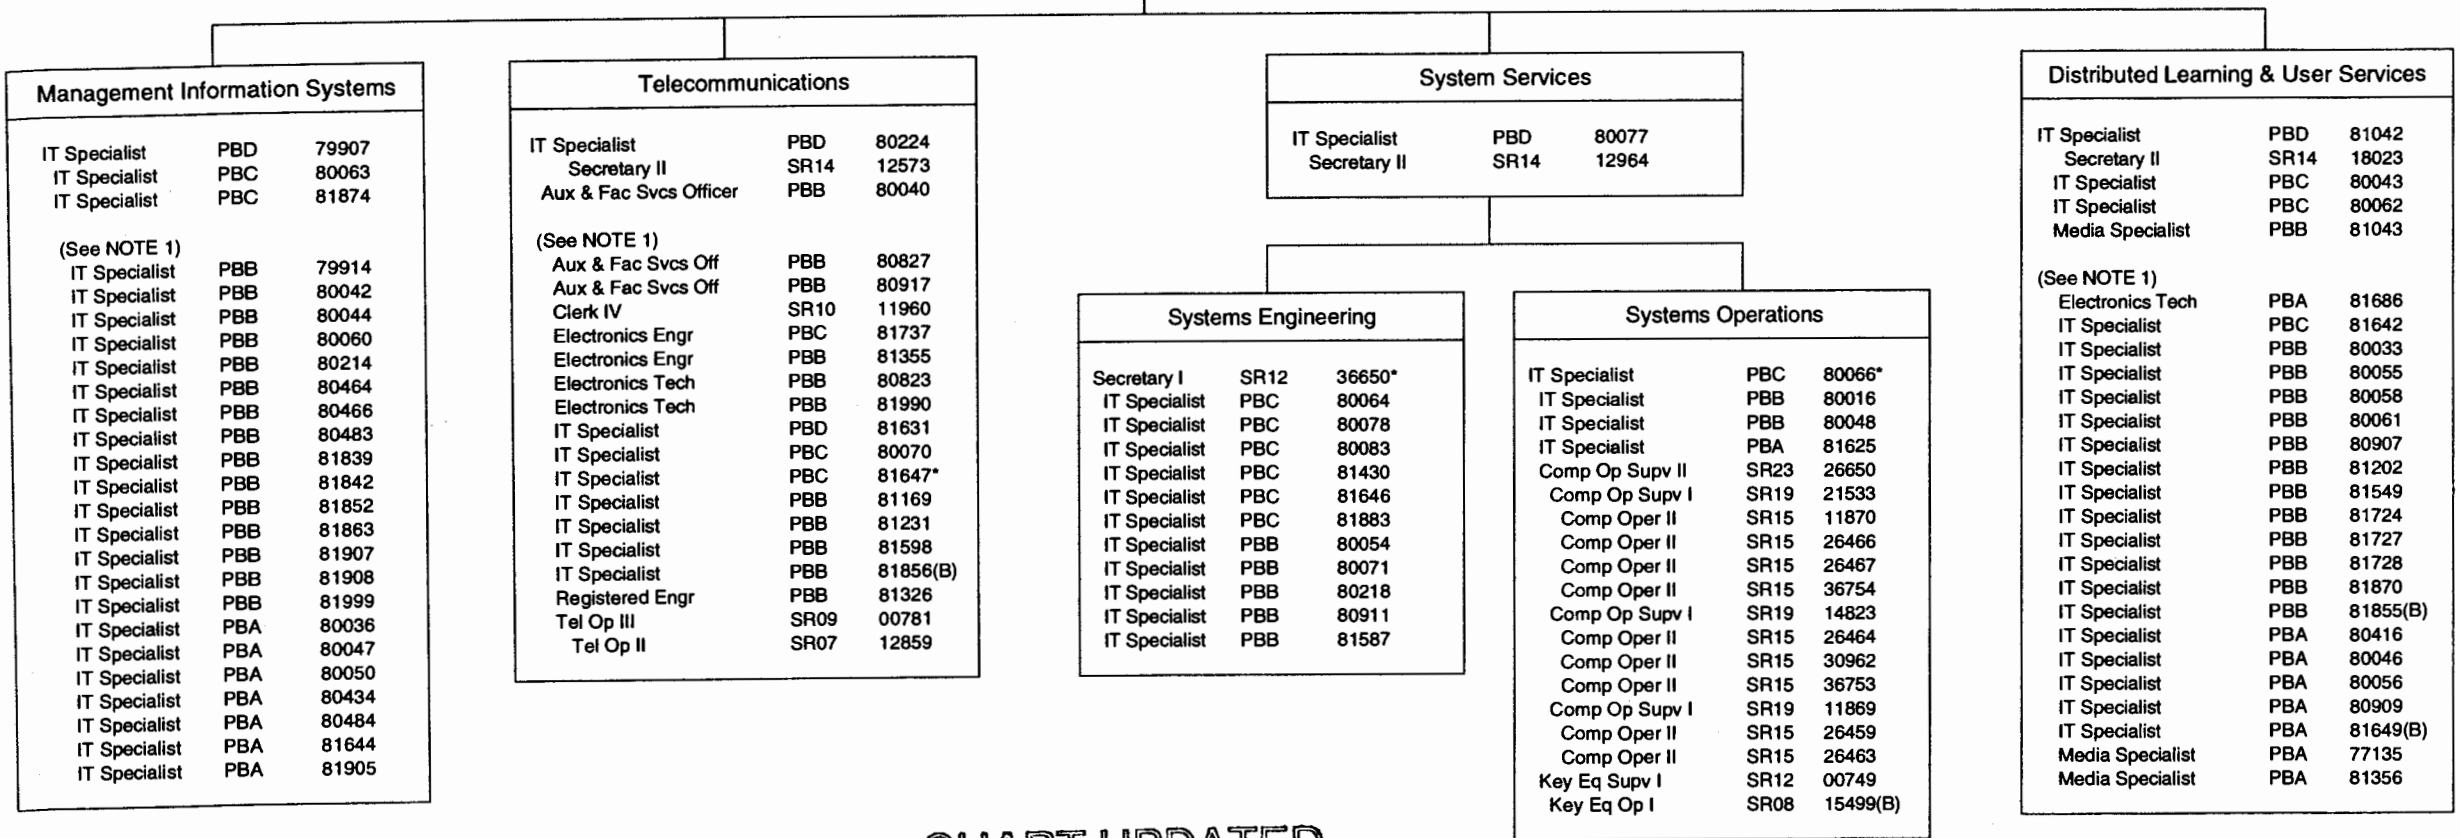 Management Information Systems
IT Specialist PBD 79907
IT Specialist PBC 80063
IT Specialist PBC 81874
(See NOTE 1)
IT Specialist PBB 79914
IT Specialist PBB 80042
IT Specialist PBB 80044
IT Specialist PBB 80060
IT Specialist PBB 80214
IT Specialist PBB 80464
IT Specialist PBB 80466
IT Specialist PBB 80483
IT Specialist PBB 81839
IT Specialist PBB 81842
IT Specialist PBB 81852
IT Specialist PBB 81863
IT Specialist PBB 81907
IT Specialist PBB 81908
IT Specialist PBB 81999
IT Specialist PBA 80036
IT Specialist PBA 80047
IT Specialist PBA 80050
IT Specialist PBA 80434
IT Specialist PBA 80484
IT Specialist PBA 81644
IT Specialist PBA 81905
Telecommunications
IT Specialist PBD 80224
Secretary II SR14 12573
Aux & Fac Svcs Officer PBB 80040
(See NOTE 1)
Aux & Fac Svcs Off PBB 80827
Aux & Fac Svcs Off PBB 80917
Clerk IV SR10 11960
Electronics Engr PBC 81737
Electronics Engr PBB 81355
Electronics Tech PBB 80823
Electronics Tech PBB 81990
IT Specialist PBD 81631
IT Specialist PBC 80070
IT Specialist PBC 81647*
IT Specialist PBB 81169
IT Specialist PBB 81231
IT Specialist PBB 81598
IT Specialist PBB 81856(B)
Registered Engr PBB 81326
Tel Op III SR09 00781
Tel Op II SR07 12859
System Services
IT Specialist PBD 80077
Secretary II SR14 12964
Systems Engineering
Secretary I SR12 36650*
IT Specialist PBC 80064
IT Specialist PBC 80078
IT Specialist PBC 80083
IT Specialist PBC 81430
IT Specialist PBC 81646
IT Specialist PBC 81883
IT Specialist PBB 80054
IT Specialist PBB 80071
IT Specialist PBB 80218
IT Specialist PBB 80911
IT Specialist PBB 81587
Systems Operations
IT Specialist PBC 80066*
IT Specialist PBB 80016
IT Specialist PBB 80048
IT Specialist PBA 81625
Comp Op Supv II SR23 26650
Comp Op Supv I SR19 21533
Comp Oper II SR15 11870
Comp Oper II SR15 26466
Comp Oper II SR15 26467
Comp Oper II SR15 36754
Comp Op Supv I SR19 14823
Comp Oper II SR15 26464
Comp Oper II SR15 30962
Comp Oper II SR15 36753
Comp Op Supv I SR19 11869
Comp Oper II SR15 26459
Comp Oper II SR15 26463
Key Eq Supv I SR12 00749
Key Eq Op I SR08 15499(B)
Distributed Learning & User Services
IT Specialist PBD 81042
Secretary II SR14 18023
IT Specialist PBC 80043
IT Specialist PBC 80062
Media Specialist PBB 81043
(See NOTE 1)
Electronics Tech PBA 81686
IT Specialist PBC 81642
IT Specialist PBB 80033
IT Specialist PBB 80055
IT Specialist PBB 80058
IT Specialist PBB 80061
IT Specialist PBB 80907
IT Specialist PBB 81202
IT Specialist PBB 81549
IT Specialist PBB 81724
IT Specialist PBB 81727
IT Specialist PBB 81728
IT Specialist PBB 81870
IT Specialist PBB 81855(B)
IT Specialist PBA 80416
IT Specialist PBA 80046
IT Specialist PBA 80056
IT Specialist PBA 80909
IT Specialist PBA 81649(B)
Media Specialist PBA 77135
Media Specialist PBA 81356
CHART UPDATED